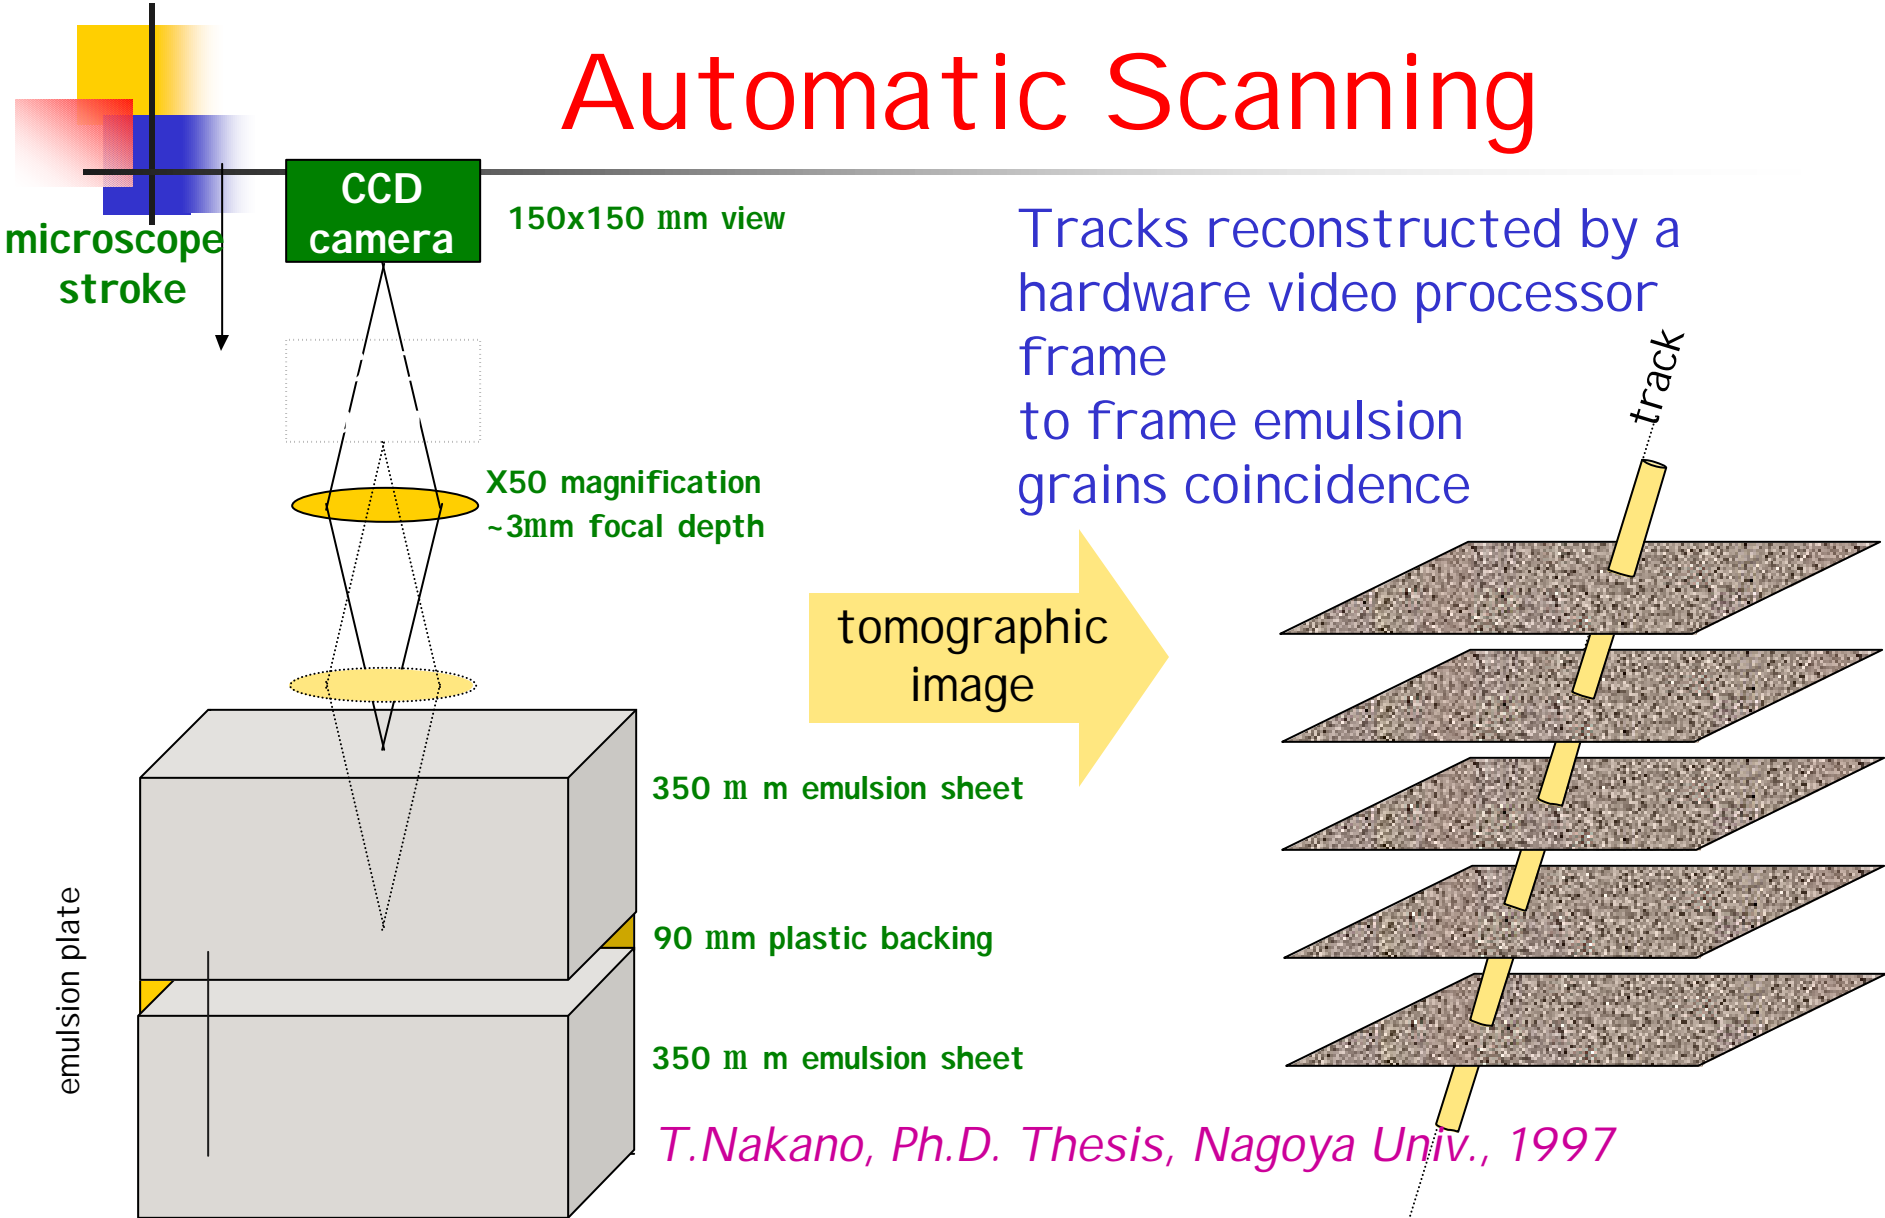 Automatic Scanning
microscope
stroke
CCD
camera
150x150 mm view
X50 magnification
~3mm focal depth
Tracks reconstructed by a
hardware video processor
frame
to frame emulsion
grains coincidence
track
tomographic
image
350 m m emulsion sheet
90 mm plastic backing
350 m m emulsion sheet
emulsion plate
T.Nakano, Ph.D. Thesis, Nagoya Univ., 1997